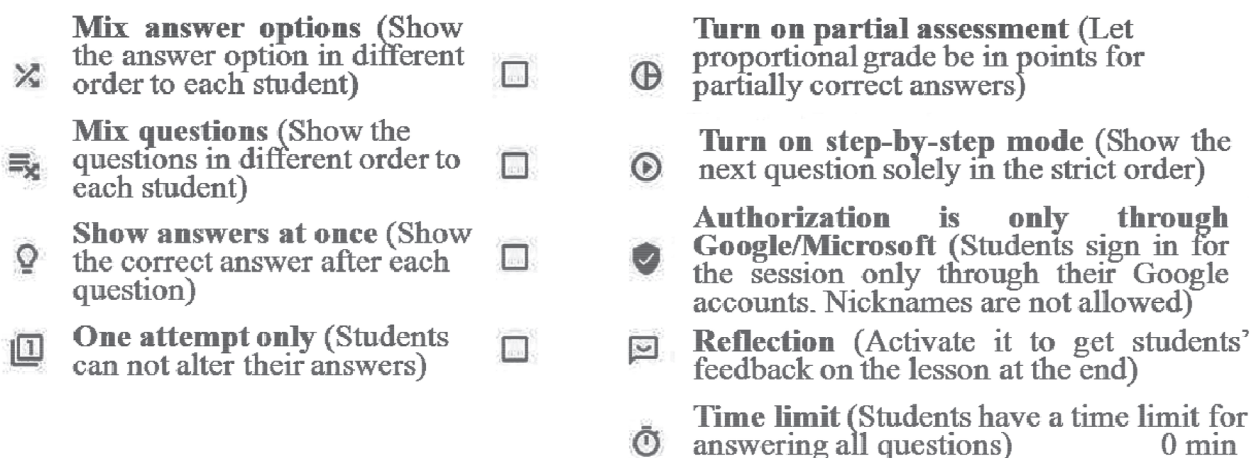 Mix answer options (Show
the answer option in different
order to each student)
Mix questions (Show the
questions in different order to
each student)
Show answers at once (Show
the correct answer after each
question)
1
One attempt only (Students
can not alter their answers)
Turn on partial assessment (Let
proportional grade be in points for
partially correct answers)
Turn on step-by-step mode (Show the
next question solely in the strict order)
Authorization is only through
Google/Microsoft (Students sign in for
the session only through their Google
accounts. Nicknames are not allowed)
Reflection (Activate it to get students’
feedback on the lesson at the end)
Time limit (Students have a time limit for
answering all questions) 0 min